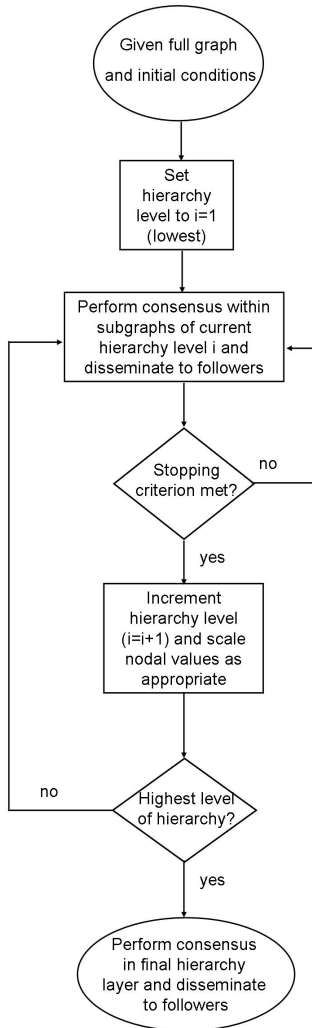 Given full graph
and initial conditions
Set
hierarchy
level to i=1
(lowest)
Perform consensus within
subgraphs of current
hierarchy level i and
disseminate to followers
Stopping
criterion met?
no
yes
Increment
hierarchy level
(i=i+1) and scale
nodal values as
appropriate
Highest level
of hierarchy?
no
yes
Perform consensus
in final hierarchy
layer and disseminate
to followers